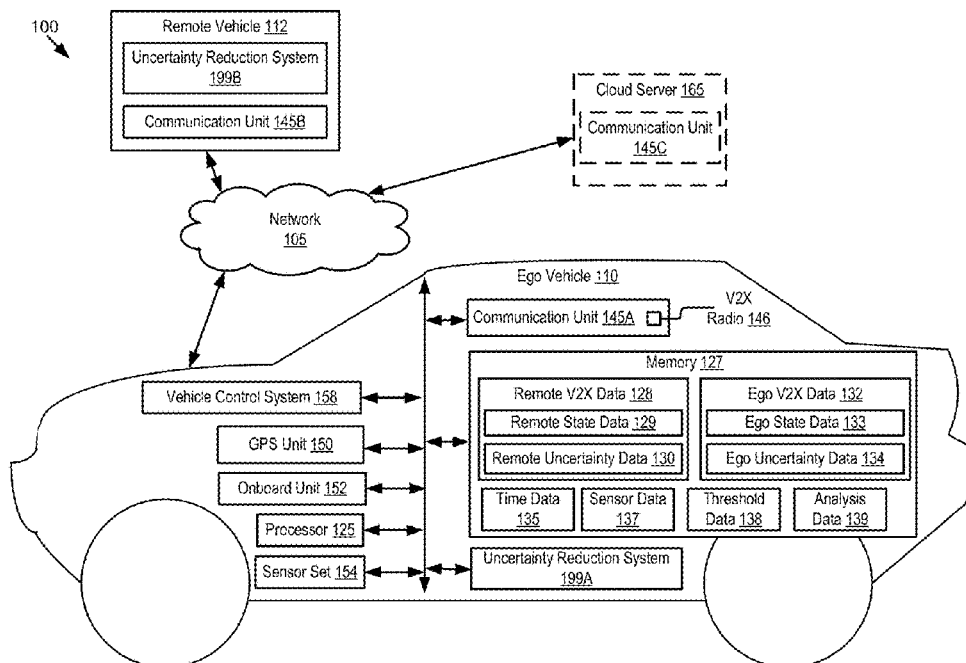 100
Remote Vehicle 112
Uncertainty Reduction System
199B
Communication Unit 145B
Cloud Server 165
Communication Unit
145C
Network
105
Ego Vehicle 110
Communication Unit 145A
V2X
Radio 146
Memory 127
Vehicle Control System 158
Remote V2X Data 128
Ego V2X Data 132
Remote State Data 129
Ego State Data 133
GPS Unit 150
Remote Uncertainty Data 130
Ego Uncertainty Data 134
Onboard Unit 152
Time Data
135
Sensor Data
137
Threshold
Data 138
Analysis
Data 139
Processor 125
Sensor Set 154
Uncertainty Reduction System
199A